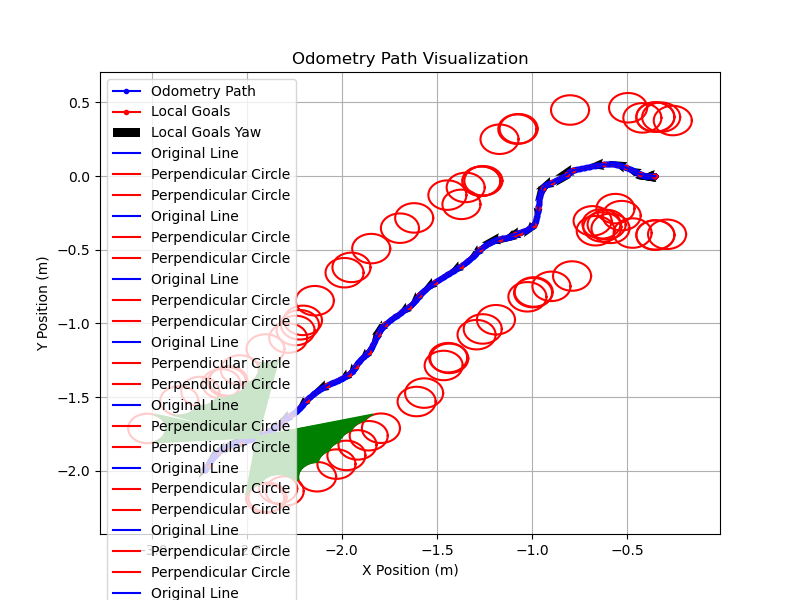 Odometry Path Visualization
Y Position (m)
0.5
0.0
−0.5
−1.0
−1.5
−2.0
Odometry Path
Local Goals
Local Goals Yaw
Original Line
Perpendicular Circle
Perpendicular Circle
Original Line
Perpendicular Circle
Perpendicular Circle
Original Line
Perpendicular Circle
Perpendicular Circle
Original Line
Perpendicular Circle
Perpendicular Circle
Original Line
Perpendicular Circle
Perpendicular Circle
Original Line
Perpendicular Circle
Perpendicular Circle
Original Line
Perpendicular Circle
Perpendicular Circle
Original Line
−2.0 −1.5 −1.0 −0.5
X Position (m)